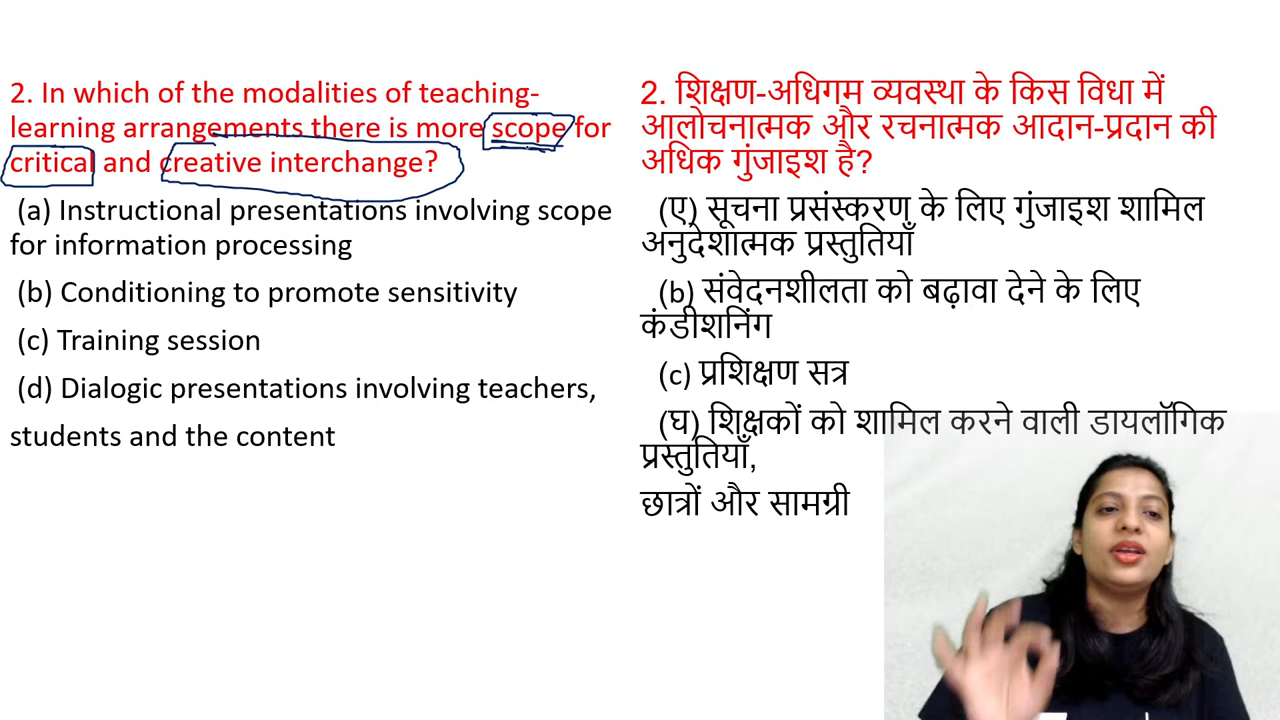 2. In which of the modalities of teaching-
learning arrangements there is more scope for
critical and creative interchange?
(a) Instructional presentations involving scope
for information processing
(b) Conditioning to promote sensitivity
(c) Training session
(d) Dialogic presentations involving teachers,
students and the content
2. शिक्षण-अधिगम व्यवस्था के किस विधा में
आलोचनात्मक और रचनात्मक आदान-प्रदान की
अधिक गुंजाइश है?
(ए) सूचना प्रसंस्करण के लिए गुंजाइश शामिल
अनुदेशात्मक प्रस्तुतियाँ
(b) संवेदनशीलता को बढ़ावा देने के लिए
कंडीशनिंग
(c) प्रशिक्षण सत्र
(घ) शिक्षकों को शामिल करने वाली डायलॉगिक
प्रस्तुतियाँ,
छात्रों और सामग्री